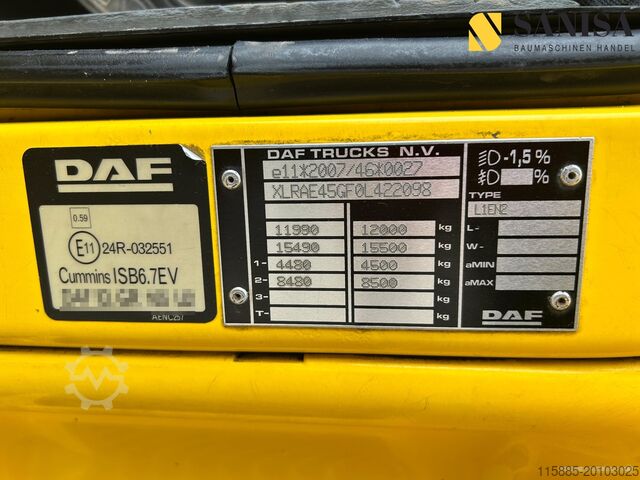 SANISA
BAUMASCHINEN HANDEL
DAF
0.59
E11 24R-032551
Cummins ISB6.7EV
AENC257
DAF TRUCKS N.V.
e11*2007/46*0027
XLRAE45GF0L422098
11980 12000 kg
15490 15500 kg
1- 4480 4500 kg
2- 8480 8500 kg
3- kg
T- kg
-1,5 %
%
TYPE
L1EN2
L-
W-
aMIN
aMAX
DAF
115885-20103025